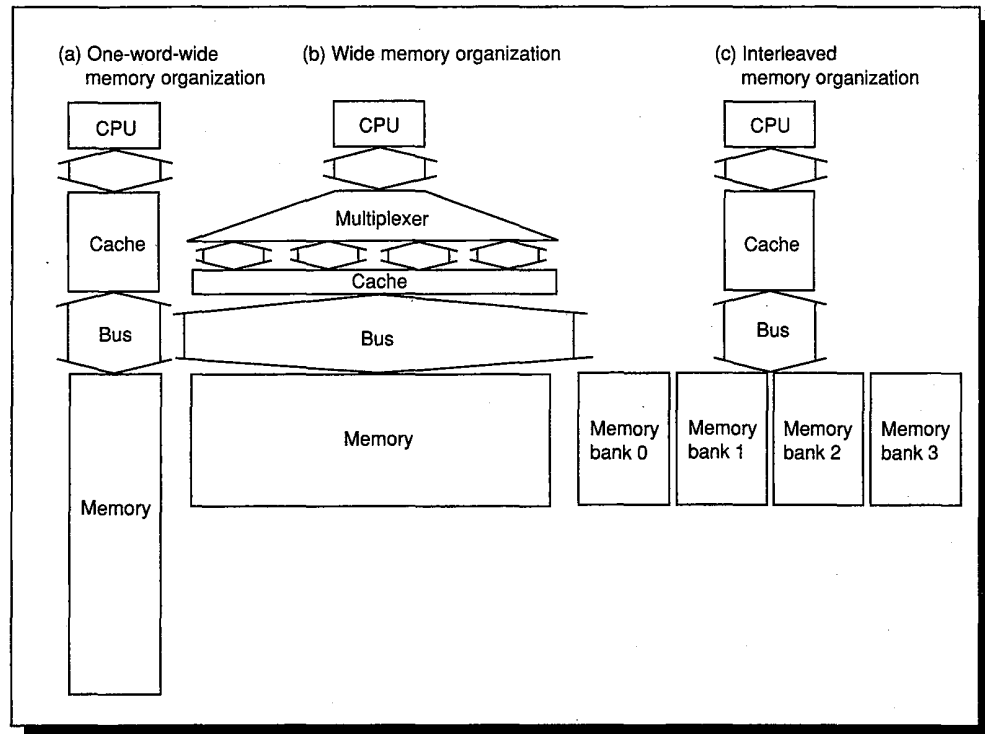 (a) One-word-wide
memory organization
CPU
Cache
Bus
Memory
(b) Wide memory organization
CPU
Multiplexer
Cache
Bus
Memory
(c) Interleaved
memory organization
CPU
Cache
Bus
Memory
bank 0
Memory
bank 1
Memory
bank 2
Memory
bank 3